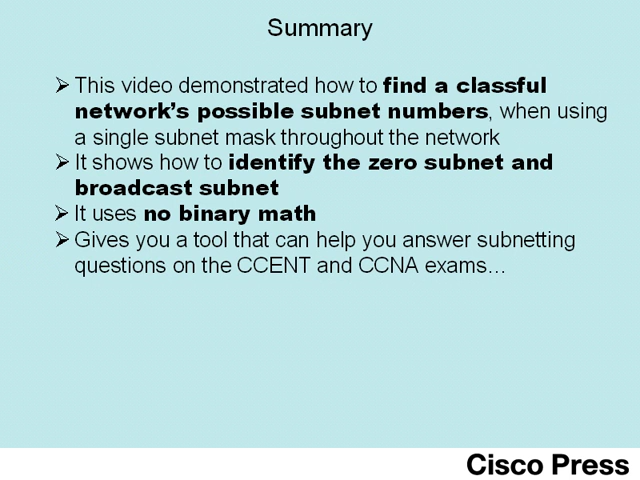 Summary
➢ This video demonstrated how to find a classful
network's possible subnet numbers, when using
a single subnet mask throughout the network
➢ It shows how to identify the zero subnet and
broadcast subnet
➢ It uses no binary math
➢ Gives you a tool that can help you answer subnetting
questions on the CCENT and CCNA exams…
Cisco Press